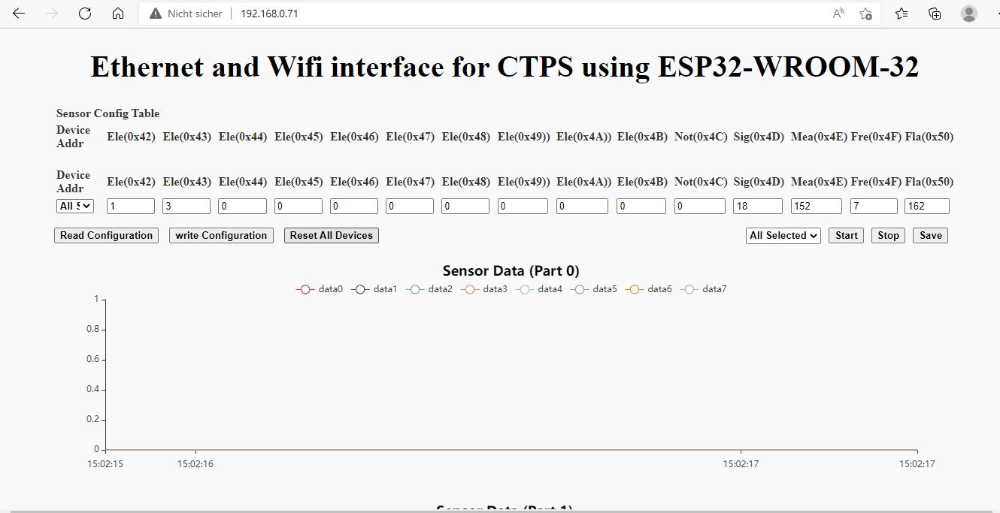 Nicht sicher 192.168.0.71
Ethernet and Wifi interface for CTPS using ESP32-WROOM-32
Sensor Config Table
Device Addr Ele(0x42) Ele(0x43) Ele(0x44) Ele(0x45) Ele(0x46) Ele(0x47) Ele(0x48) Ele(0x49)) Ele(0x4A)) Ele(0x4B) Not(0x4C) Sig(0x4D) Mea(0x4E) Fre(0x4F) Fla(0x50)
Device Addr Ele(0x42) Ele(0x43) Ele(0x44) Ele(0x45) Ele(0x46) Ele(0x47) Ele(0x48) Ele(0x49)) Ele(0x4A)) Ele(0x4B) Not(0x4C) Sig(0x4D) Mea(0x4E) Fre(0x4F) Fla(0x50)
All 1 3 0 0 0 0 0 0 0 0 0 18 152 7 162
Read Configuration write Configuration Reset All Devices All Selected Start Stop Save
Sensor Data (Part 0)
data0 data1 data2 data3 data4 data5 data6 data7
1
0.8
0.6
0.4
0.2
0
15:02:15 15:02:16 15:02:17 15:02:17
Sensor Data (Part 1)